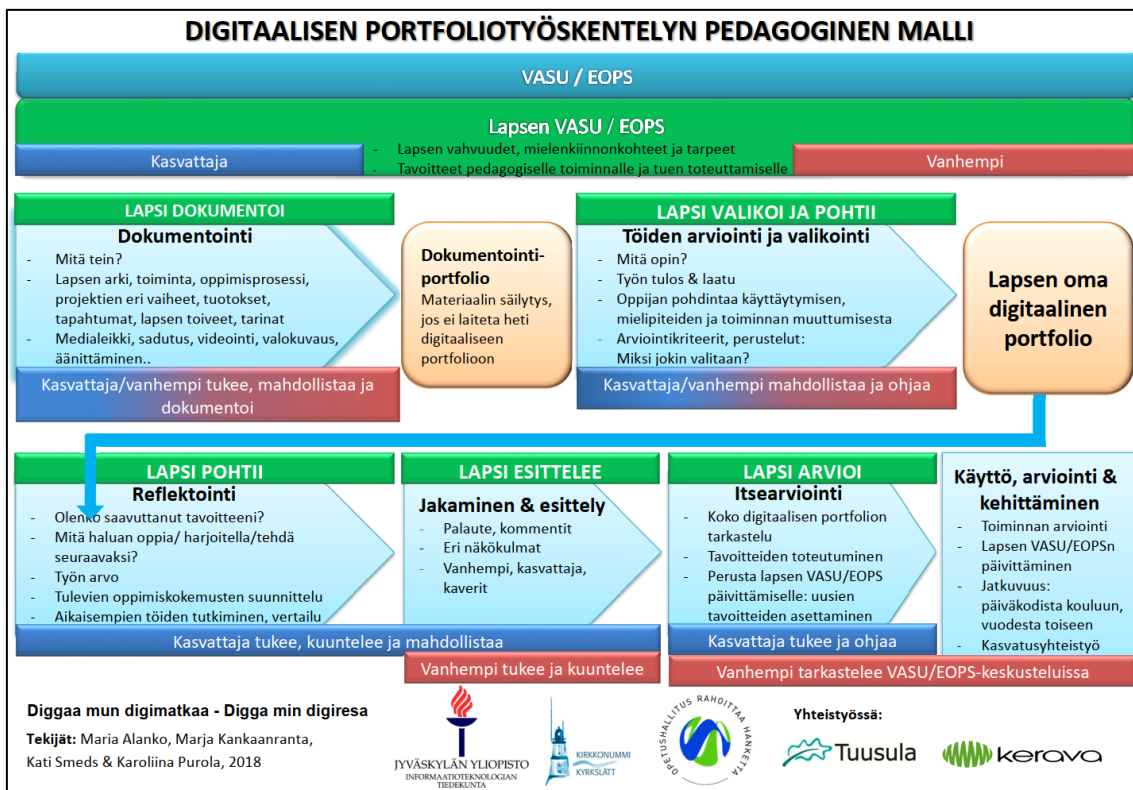 DIGITAALISEN PORTFOLIOTYÖSKENTELYN PEDAGOGINEN MALLI
VASU / EOPS
Lapsen VASU / EOPS
- Lapsen vahvuudet, mielenkiinnonkohteet ja tarpeet
- Tavoitteet pedagogiselle toiminnalle ja tuen toteuttamiselle
Kasvattaja
Vanhempi
LAPSI DOKUMENTOI
Dokumentointi
- Mitä tein?
- Lapsen arki, toiminta, oppimisprosessi,
projektien eri vaiheet, tuotokset,
tapahtumat, lapsen toiveet, tarinat
- Medialeikki, sadutus, videointi, valokuvaus,
äänittäminen..
Kasvattaja/vanhempi tukee, mahdollistaa ja
dokumentoi
Dokumentointi-
portfolio
Materiaalin säilytys,
jos ei laiteta heti
digitaaliseen
portfolioon
LAPSI VALIKOI JA POHTII
Töiden arviointi ja valikointi
- Mitä opin?
- Työn tulos & laatu
- Oppijan pohdintaa käyttäytymisen,
mielipiteiden ja toiminnan muuttumisesta
- Arviointikriteerit, perustelut:
Miksi jokin valitaan?
Kasvattaja/vanhempi mahdollistaa ja ohjaa
Lapsen oma
digitaalinen
portfolio
LAPSI POHTII
Reflektointi
- Olenko saavuttanut tavoitteeni?
- Mitä haluan oppia/ harjoitella/tehdä
seuraavaksi?
- Työn arvo
- Tulevien oppimiskokemusten suunnittelu
- Aikaisempien töiden tutkiminen, vertailu
LAPSI ESITTELEE
Jakaminen & esittely
- Palaute, kommentit
- Eri näkökulmat
- Vanhempi, kasvattaja,
kaverit
Kasvattaja tukee, kuuntelee ja mahdollistaa
Vanhempi tukee ja kuuntelee
LAPSI ARVIOI
Itsearviointi
- Koko digitaalisen portfolion
tarkastelu
- Tavoitteiden toteutuminen
- Perusta lapsen VASU/EOPS
päivittämiselle: uusien
tavoitteiden asettaminen
Kasvattaja tukee ja ohjaa
Käyttö, arviointi &
kehittäminen
- Toiminnan arviointi
- Lapsen VASU/EOPSn
päivittäminen
- Jatkuvuus:
päiväkodista kouluun,
vuodesta toiseen
- Kasvatusyhteistyö
Vanhempi tarkastelee VASU/EOPS-keskusteluissa
Diggaa mun digimatkaa - Digga min digiresa
Tekijät: Maria Alanko, Marja Kankaanranta,
Kati Smeds & Karoliina Purola, 2018
JYVÄSKYLÄN YLIOPISTO
INFORMAATIOTEKNOLOGIAN
TIEDEKUNTA
KIRKKONUMMI
KYRKSLÄTT
OPETUSHALLITUS RAHOITTAA HANKETTA
Yhteistyössä:
Tuusula
kerava